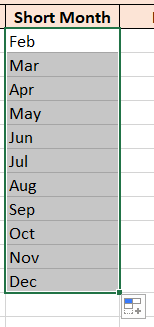 Short Month
Feb
Mar
Apr
May
Jun
Jul
Aug
Sep
Oct
Nov
Dec